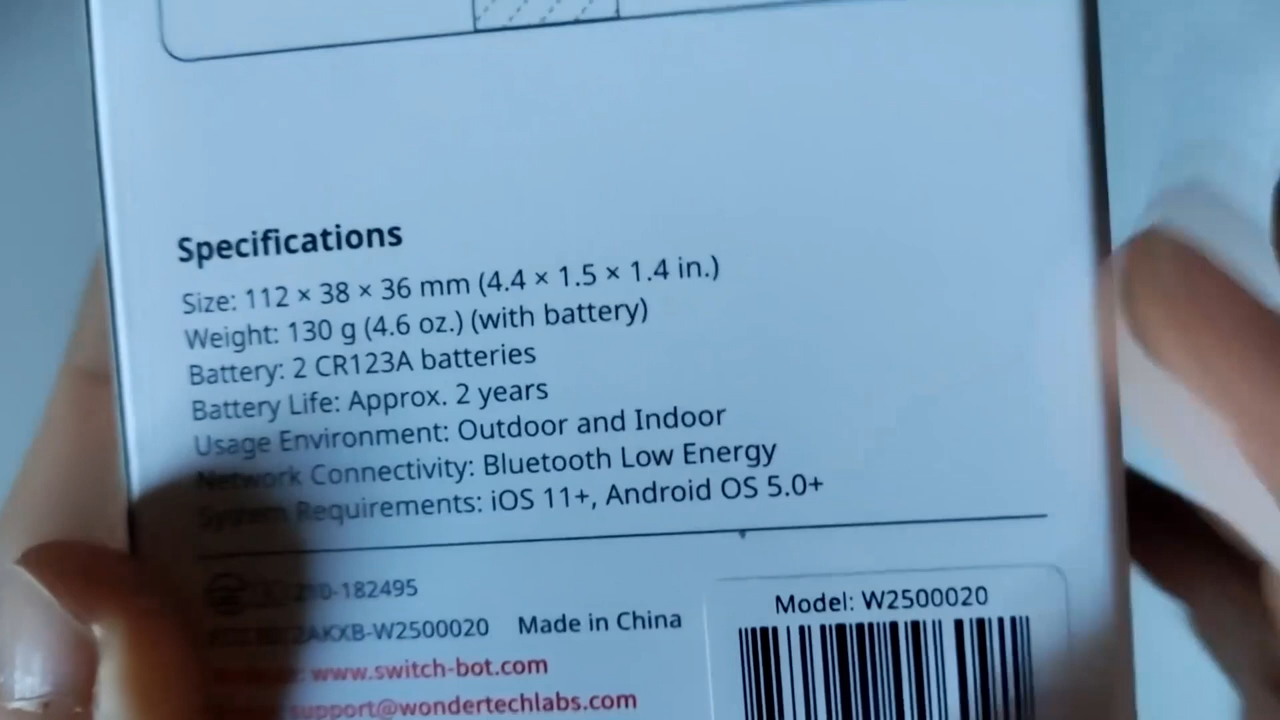 Specifications
Size: 112 × 38 × 36 mm (4.4 × 1.5 × 1.4 in.)
Weight: 130 g (4.6 oz.) (with battery)
Battery: 2 CR123A batteries
Battery Life: Approx. 2 years
Usage Environment: Outdoor and Indoor
Network Connectivity: Bluetooth Low Energy
System Requirements: iOS 11+, Android OS 5.0+
210-182495
2AKXB-W2500020 Made in China
www.switch-bot.com
support@wondertechlabs.com
Model: W2500020